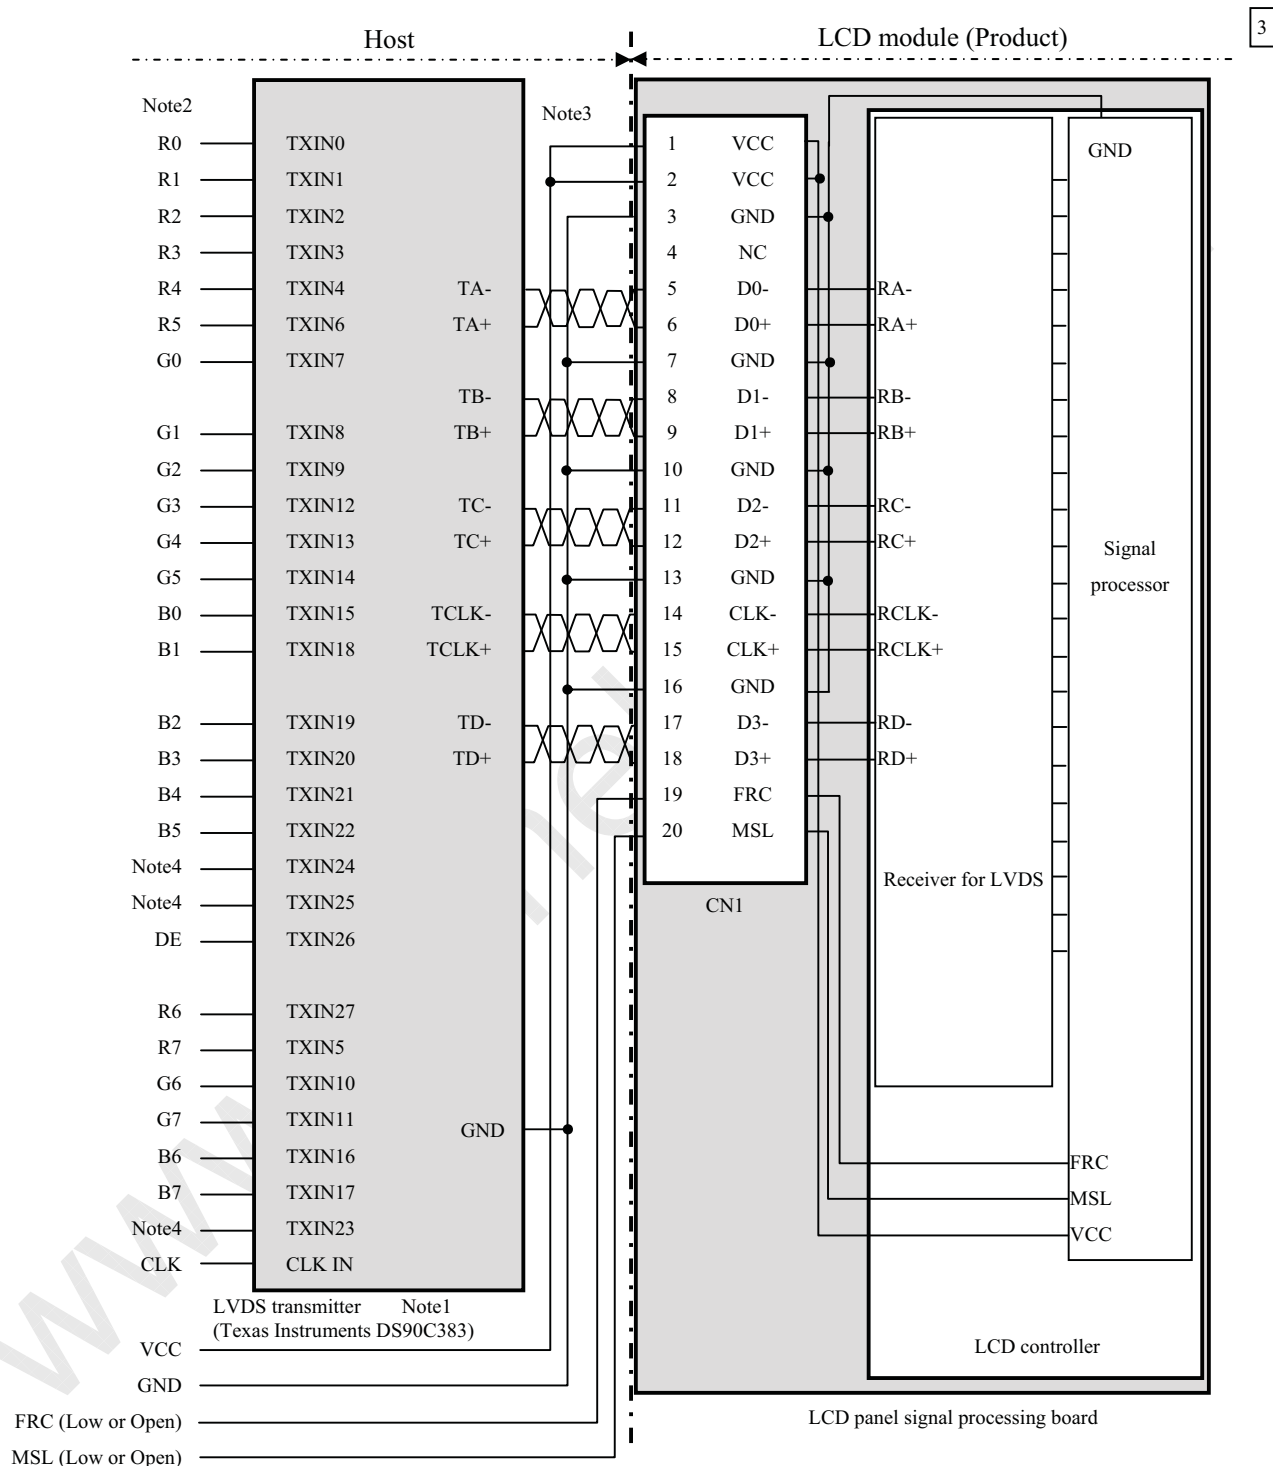 3
Host LCD module (Product)
Note2 Note3
GND
R0 TXIN0 1 VCC
R1 TXIN1 2 VCC
R2 TXIN2 3 GND
R3 TXIN3 4 NC
R4 TXIN4 TA- 5 D0- RA-
R5 TXIN6 TA+ 6 D0+ RA+
G0 TXIN7 7 GND
TB- 8 D1- RB-
G1 TXIN8 TB+ 9 D1+ RB+
G2 TXIN9 10 GND
G3 TXIN12 TC- 11 D2- RC-
G4 TXIN13 TC+ 12 D2+ RC+
Signal
processor
G5 TXIN14 13 GND
B0 TXIN15 TCLK- 14 CLK- RCLK-
B1 TXIN18 TCLK+ 15 CLK+ RCLK+
16 GND
B2 TXIN19 TD- 17 D3- RD-
B3 TXIN20 TD+ 18 D3+ RD+
B4 TXIN21 19 FRC
B5 TXIN22 20 MSL
Note4 TXIN24
Receiver for LVDS
Note4 TXIN25
CN1
DE TXIN26
R6 TXIN27
R7 TXIN5
G6 TXIN10
G7 TXIN11
GND
B6 TXIN16
FRC
B7 TXIN17
MSL
Note4 TXIN23
VCC
CLK CLK IN
LVDS transmitter Note1
(Texas Instruments DS90C383)
VCC
LCD controller
GND
FRC (Low or Open)
LCD panel signal processing board
MSL (Low or Open)